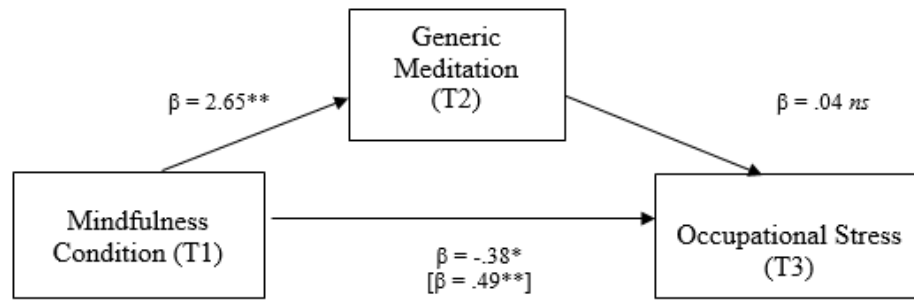 Generic
Meditation
(T2)
β = 2.65**
β = .04 ns
Mindfulness
Condition (T1)
β = -.38*
[β = .49**]
Occupational Stress
(T3)